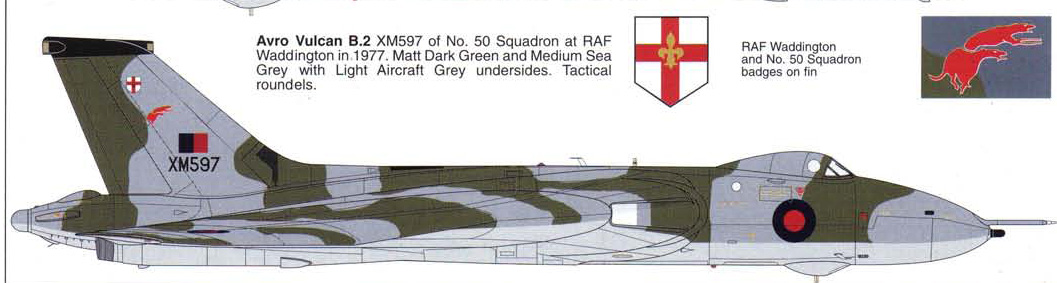 Avro Vulcan B.2 XM597 of No. 50 Squadron at RAF
Waddington in 1977. Matt Dark Green and Medium Sea
Grey with Light Aircraft Grey undersides. Tactical
roundels.
RAF Waddington
and No. 50 Squadron
badges on fin
XM597